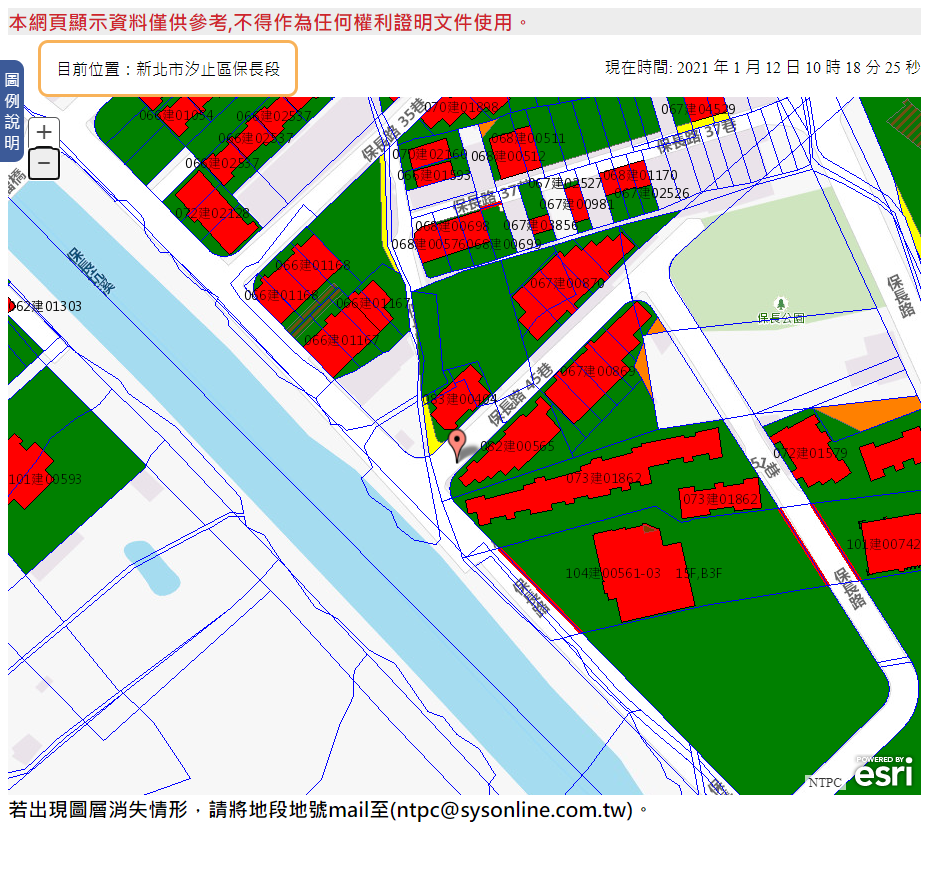 本網頁顯示資料僅供參考,不得作為任何權利證明文件使用。
目前位置：新北市汐止區保長段
現在時間: 2021 年 1 月 12 日 10 時 18 分 25 秒
圖例說明
+
−
066建01054
066建02537
066建02537
066建02537
072建02128
保長路 35巷
070建01898
067建04529
保長路 37巷
068建00511
070建02160
068建00512
066建01893
068建01170
067建02527
067建02526
保長路 37
067建00981
068建00698
067建03856
068建00576
068建00699
保長坑溪
066建01168
067建00870
066建01168
066建01167
062建01303
保長公園
保長路
066建01167
067建00869
保長路 45巷
083建00404
082建00565
072建01579
51巷
101建00593
073建01862
073建01862
101建00742
104建00561-03 15F,B3F
保長路
保長路
NTPC
POWERED BY
esri
若出現圖層消失情形，請將地段地號mail至(ntpc@sysonline.com.tw)。